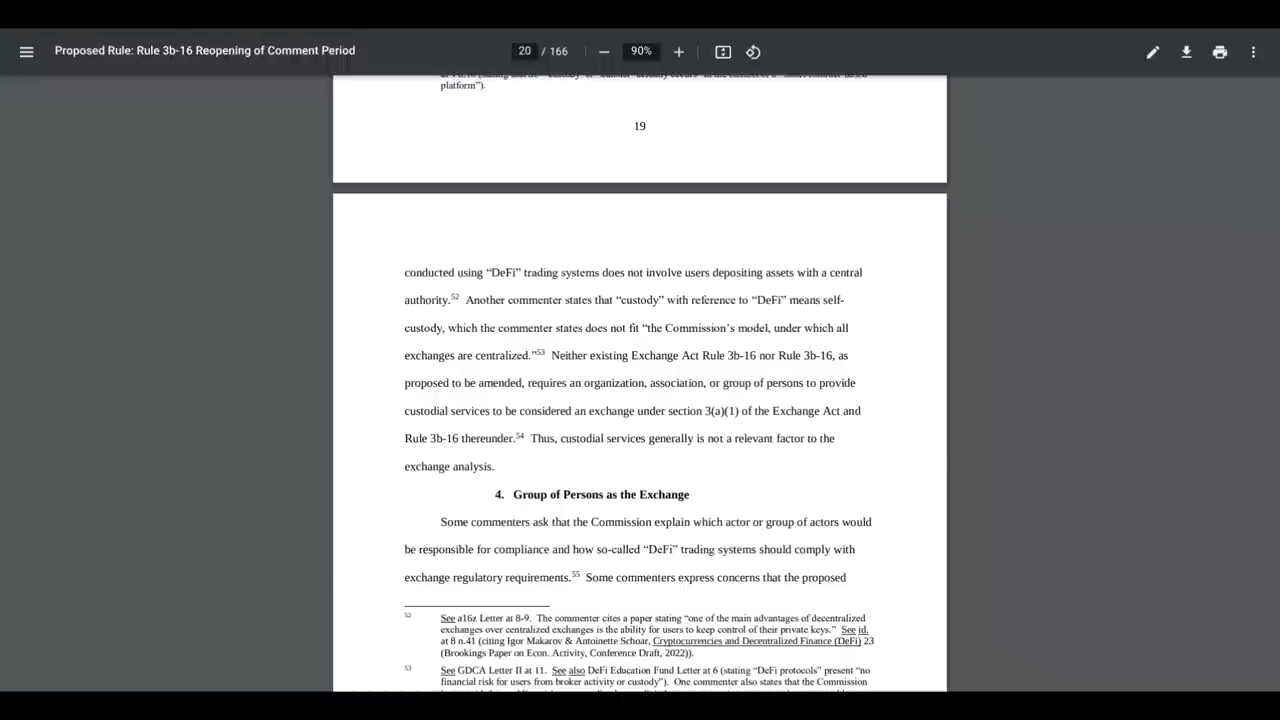 Proposed Rule: Rule 3b-16 Reopening of Comment Period
20 / 166
90%
platform”).
19
conducted using “DeFi” trading systems does not involve users depositing assets with a central
authority.52 Another commenter states that “custody” with reference to “DeFi” means self-
custody, which the commenter states does not fit “the Commission’s model, under which all
exchanges are centralized.”53 Neither existing Exchange Act Rule 3b-16 nor Rule 3b-16, as
proposed to be amended, requires an organization, association, or group of persons to provide
custodial services to be considered an exchange under section 3(a)(1) of the Exchange Act and
Rule 3b-16 thereunder.54 Thus, custodial services generally is not a relevant factor to the
exchange analysis.
4. Group of Persons as the Exchange
Some commenters ask that the Commission explain which actor or group of actors would
be responsible for compliance and how so-called “DeFi” trading systems should comply with
exchange regulatory requirements.55 Some commenters express concerns that the proposed
52 See a16z Letter at 8-9. The commenter cites a paper stating “one of the main advantages of decentralized
exchanges over centralized exchanges is the ability for users to keep control of their private keys.” See id.
at 8 n.41 (citing Igor Makarov & Antoinette Schoar, Cryptocurrencies and Decentralized Finance (DeFi) 23
(Brookings Paper on Econ. Activity, Conference Draft, 2022)).
53 See GDCA Letter II at 11. See also DeFi Education Fund Letter at 6 (stating “DeFi protocols” present “no
financial risk for users from broker activity or custody”). One commenter also states that the Commission